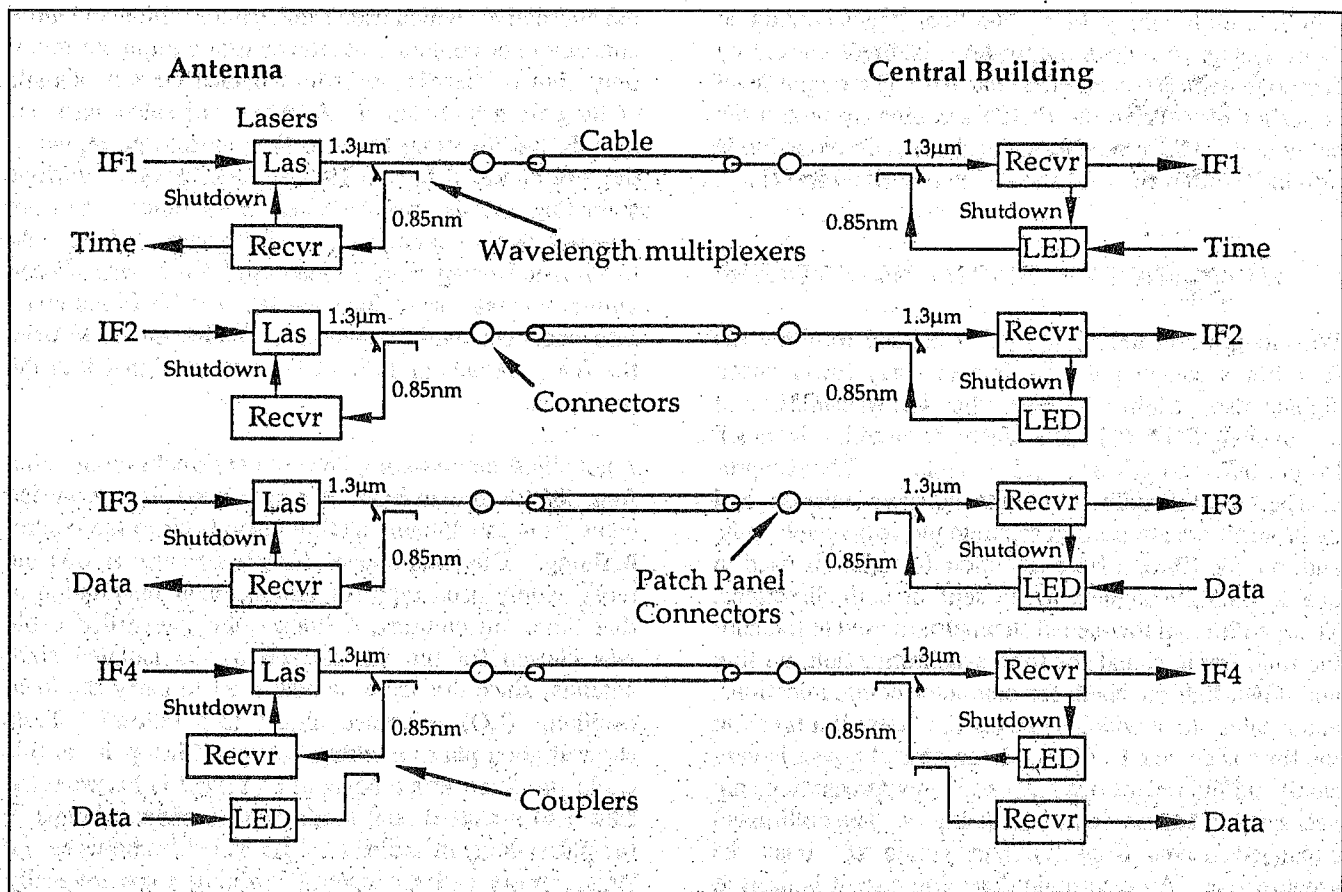 Antenna Central Building
Lasers Cable
IF1 Las 1.3µm 1.3µm Recvr IF1
Shutdown 0.85nm 0.85nm Shutdown
Time Recvr Wavelength multiplexers LED Time
IF2 Las 1.3µm 1.3µm Recvr IF2
Shutdown 0.85nm 0.85nm Shutdown
Recvr Connectors LED
IF3 Las 1.3µm 1.3µm Recvr IF3
Shutdown 0.85nm 0.85nm Shutdown
Data Recvr Patch Panel LED Data
Connectors
IF4 Las 1.3µm 1.3µm Recvr IF4
Shutdown 0.85nm 0.85nm Shutdown
Recvr LED
Couplers
Data LED Recvr Data